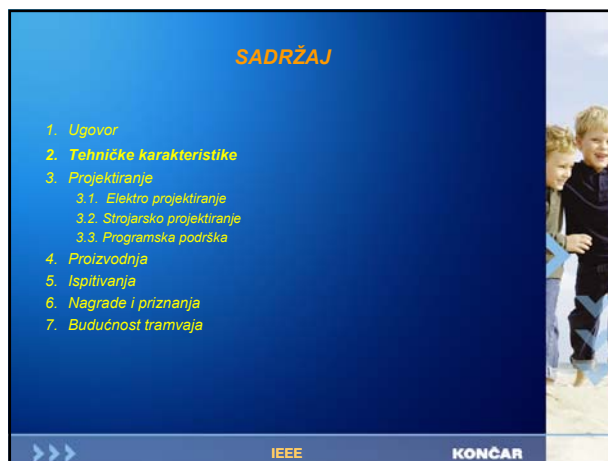 SADRŽAJ
1. Ugovor
2. Tehničke karakteristike
3. Projektiranje
3.1. Elektro projektiranje
3.2. Strojarsko projektiranje
3.3. Programska podrška
4. Proizvodnja
5. Ispitivanja
6. Nagrade i priznanja
7. Budućnost tramvaja
IEEE
KONČAR